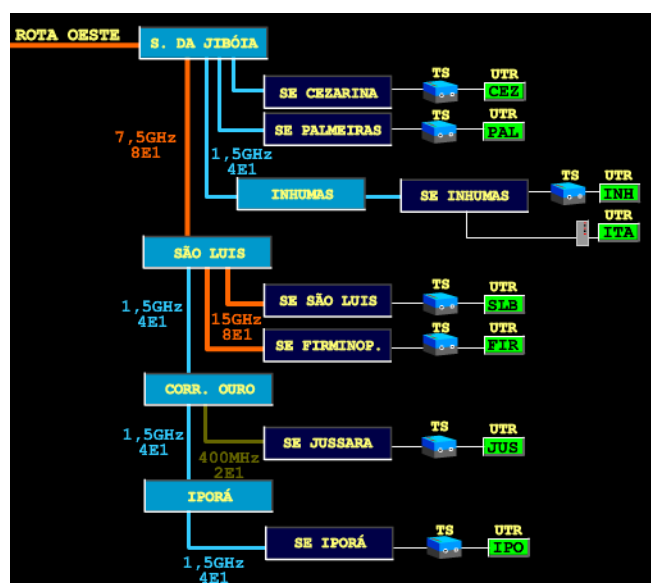 ROTA OESTE
S. DA JIBÓIA
TS UTR
SE CEZARINA
CEZ
TS UTR
SE PALMEIRAS
PAL
7,5GHz
8E1
1,5GHz
4E1
TS UTR
INHUMAS
SE INHUMAS
INH
UTR
ITA
SÃO LUIS
TS UTR
SE SÃO LUIS
SLB
1,5GHz
4E1
15GHz
8E1
TS UTR
SE FIRMINOP.
FIR
CORR. OURO
TS UTR
SE JUSSARA
JUS
1,5GHz
4E1
400MHz
2E1
IPORÁ
TS UTR
SE IPORÁ
IPO
1,5GHz
4E1